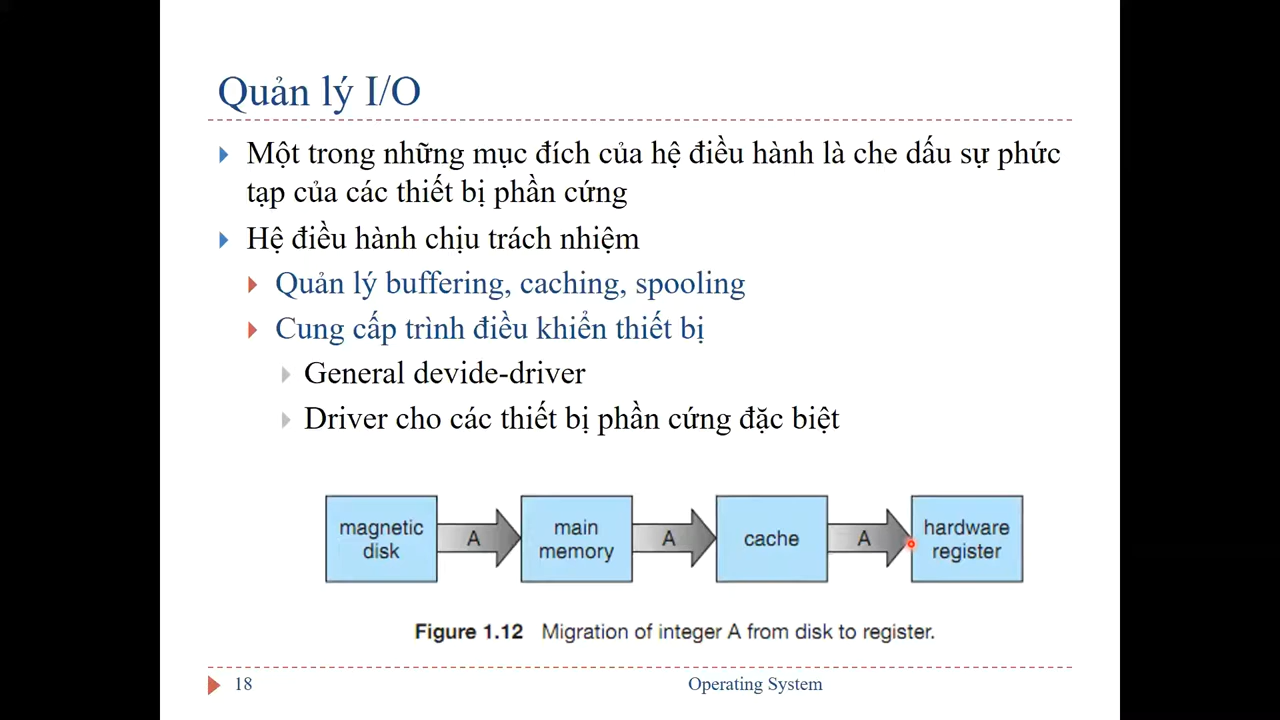 Quản lý I/O
Một trong những mục đích của hệ điều hành là che dấu sự phức
tạp của các thiết bị phần cứng
Hệ điều hành chịu trách nhiệm
Quản lý buffering, caching, spooling
Cung cấp trình điều khiển thiết bị
General devide-driver
Driver cho các thiết bị phần cứng đặc biệt
magnetic
disk
A
main
memory
A
cache
A
hardware
register
Figure 1.12 Migration of integer A from disk to register.
18
Operating System